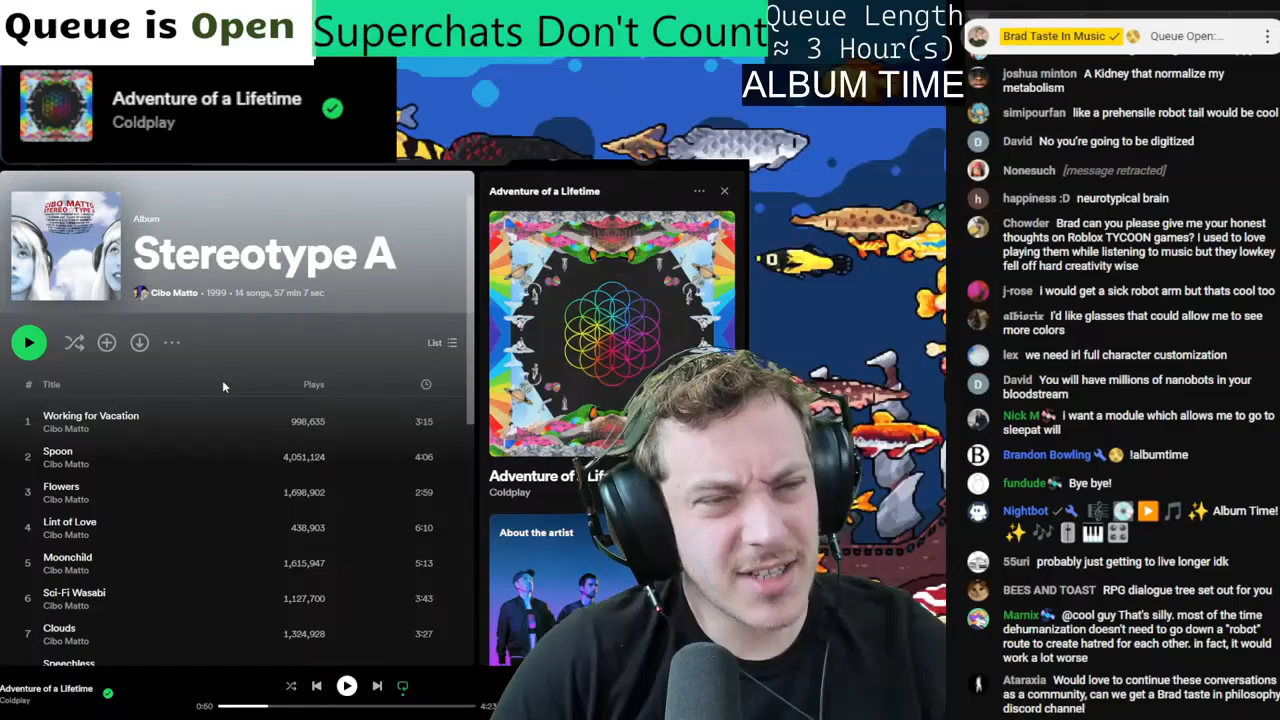 Queue is Open
Superchats Don't Count
Queue Length
≈ 3 Hour(s)
ALBUM TIME
Adventure of a Lifetime
Coldplay
CIBO MATTO
STEREO TYPE A
Album
Stereotype A
Cibo Matto • 1999 • 14 songs, 57 min 7 sec
List
# Title Plays
1 Working for Vacation 998,635 3:15
Cibo Matto
2 Spoon 4,051,124 4:06
Cibo Matto
3 Flowers 1,698,902 2:59
Cibo Matto
4 Lint of Love 438,903 6:10
Cibo Matto
5 Moonchild 1,615,947 5:13
Cibo Matto
6 Sci-Fi Wasabi 1,127,700 3:43
Cibo Matto
7 Clouds 1,324,928 3:27
Cibo Matto
Speechless
Adventure of a Lifetime
Adventure of
Coldplay
About the artist
Adventure of a Lifetime
Coldplay
0:50
4:23
Brad Taste In Music Queue Open:...
joshua minton A Kidney that normalize my
metabolism
simipourfan like a prehensile robot tail would be cool
David No you're going to be digitized
Nonesuch [message retracted]
happiness :D neurotypical brain
Chowder Brad can you please give me your honest
thoughts on Roblox TYCOON games? I used to love
playing them while listening to music but they lowkey
fell off hard creativity wise
j-rose i would get a sick robot arm but thats cool too
albiorix I'd like glasses that could allow me to see
more colors
lex we need irl full character customization
David You will have millions of nanobots in your
bloodstream
Nick M i want a module which allows me to go to
sleepat will
Brandon Bowling !albumtime
fundude Bye bye!
Nightbot Album Time!
55uri probably just getting to live longer idk
BEES AND TOAST RPG dialogue tree set out for you
Marnix @cool guy That's silly. most of the time
dehumanization doesn't need to go down a "robot"
route to create hatred for each other. in fact, it would
work a lot worse
Ataraxia Would love to continue these conversations
as a community, can we get a Brad taste in philosophy
discord channel